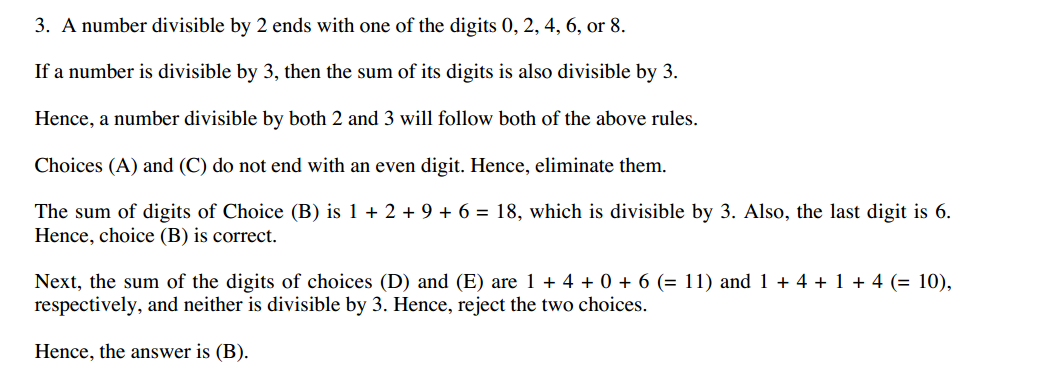 3. A number divisible by 2 ends with one of the digits 0, 2, 4, 6, or 8.
If a number is divisible by 3, then the sum of its digits is also divisible by 3.
Hence, a number divisible by both 2 and 3 will follow both of the above rules.
Choices (A) and (C) do not end with an even digit. Hence, eliminate them.
The sum of digits of Choice (B) is 1 + 2 + 9 + 6 = 18, which is divisible by 3. Also, the last digit is 6.
Hence, choice (B) is correct.
Next, the sum of the digits of choices (D) and (E) are 1 + 4 + 0 + 6 (= 11) and 1 + 4 + 1 + 4 (= 10),
respectively, and neither is divisible by 3. Hence, reject the two choices.
Hence, the answer is (B).